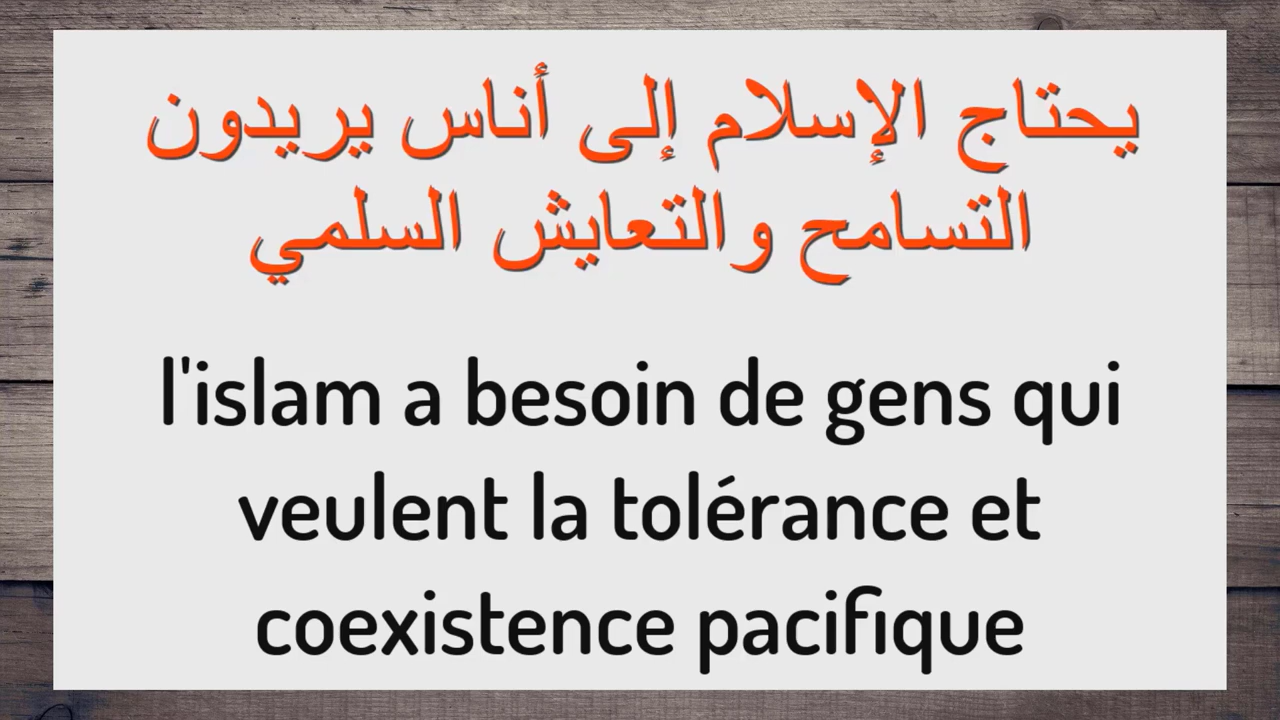 يحتاج الإسلام إلى أناس يريدون
التسامح والتعايش السلمي
l'islam a besoin de gens qui
veulent la tolérance et
coexistence pacifique